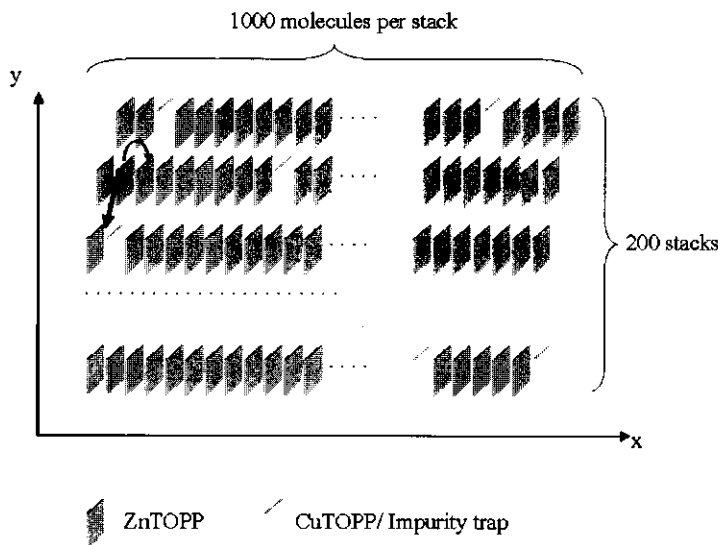 1000 molecules per stack
y
200 stacks
x
ZnTOPP
CuTOPP/ Impurity trap